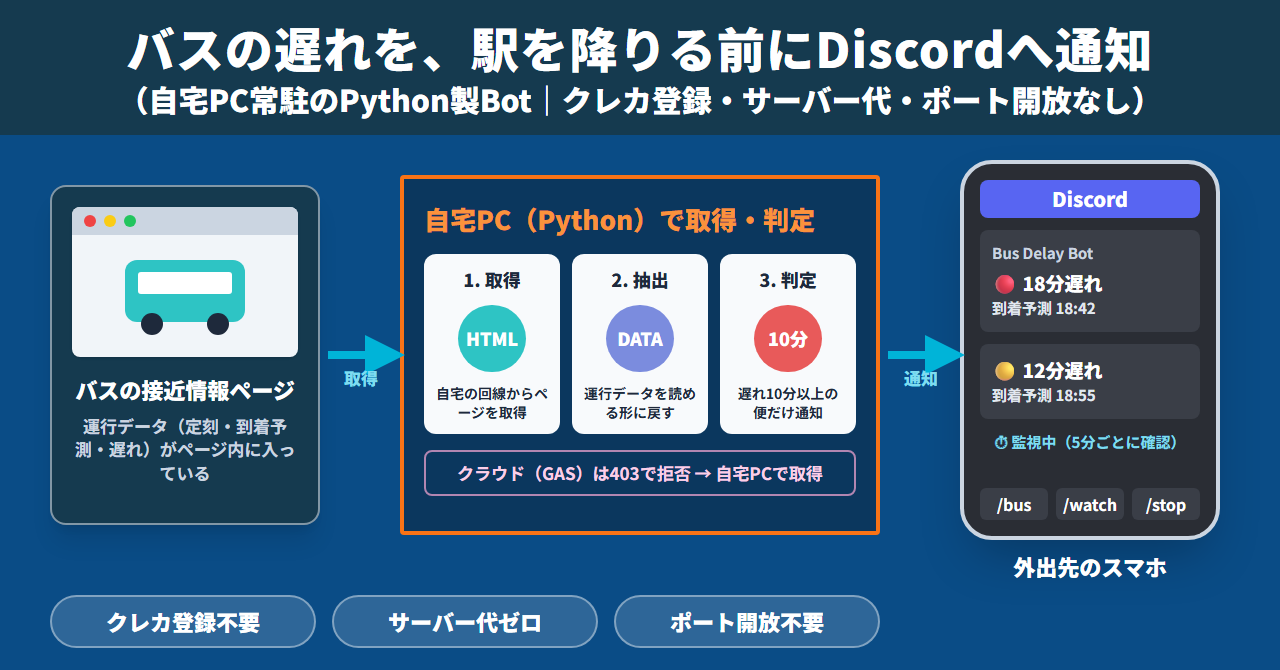 バスの遅れを、駅を降りる前にDiscordへ通知
（自宅PC常駐のPython製Bot｜クレカ登録・サーバー代・ポート開放なし）
バスの接近情報ページ
運行データ（定刻・到着予
測・遅れ）がページ内に入っ
ている
取得
自宅PC（Python）で取得・判定
1. 取得
HTML
自宅の回線からペ
ージを取得
2. 抽出
DATA
運行データを読め
る形に戻す
3. 判定
10分
遅れ10分以上の
便だけ通知
クラウド（GAS）は403で拒否 → 自宅PCで取得
通知
Discord
Bus Delay Bot
🔴 18分遅れ
到着予測 18:42
🟡 12分遅れ
到着予測 18:55
⏱ 監視中（5分ごとに確認）
/bus
/watch
/stop
外出先のスマホ
クレカ登録不要
サーバー代ゼロ
ポート開放不要